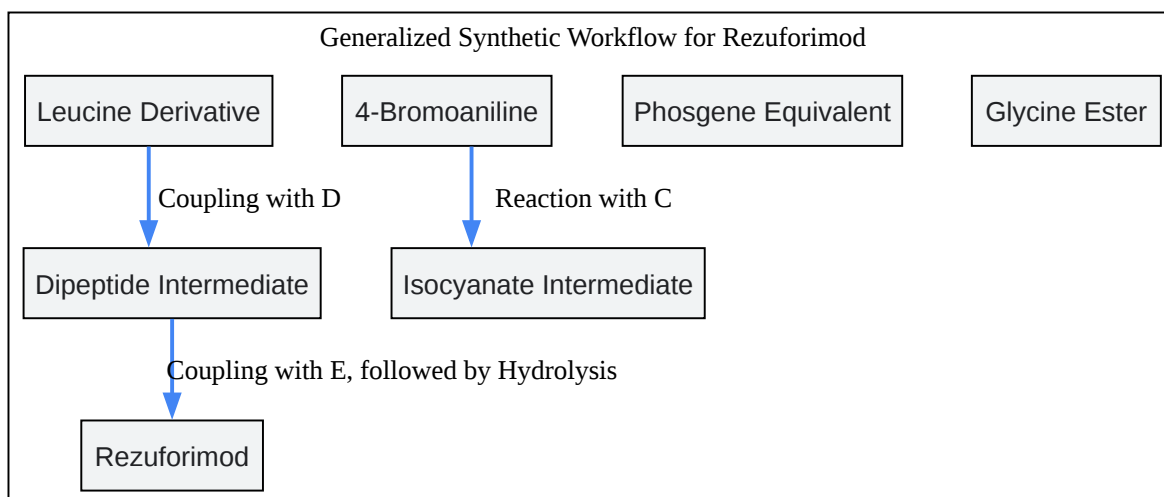 Generalized Synthetic Workflow for Rezuforimod
Leucine Derivative
4-Bromoaniline
Phosgene Equivalent
Glycine Ester
Coupling with D
Reaction with C
Dipeptide Intermediate
Isocyanate Intermediate
Coupling with E, followed by Hydrolysis
Rezuforimod